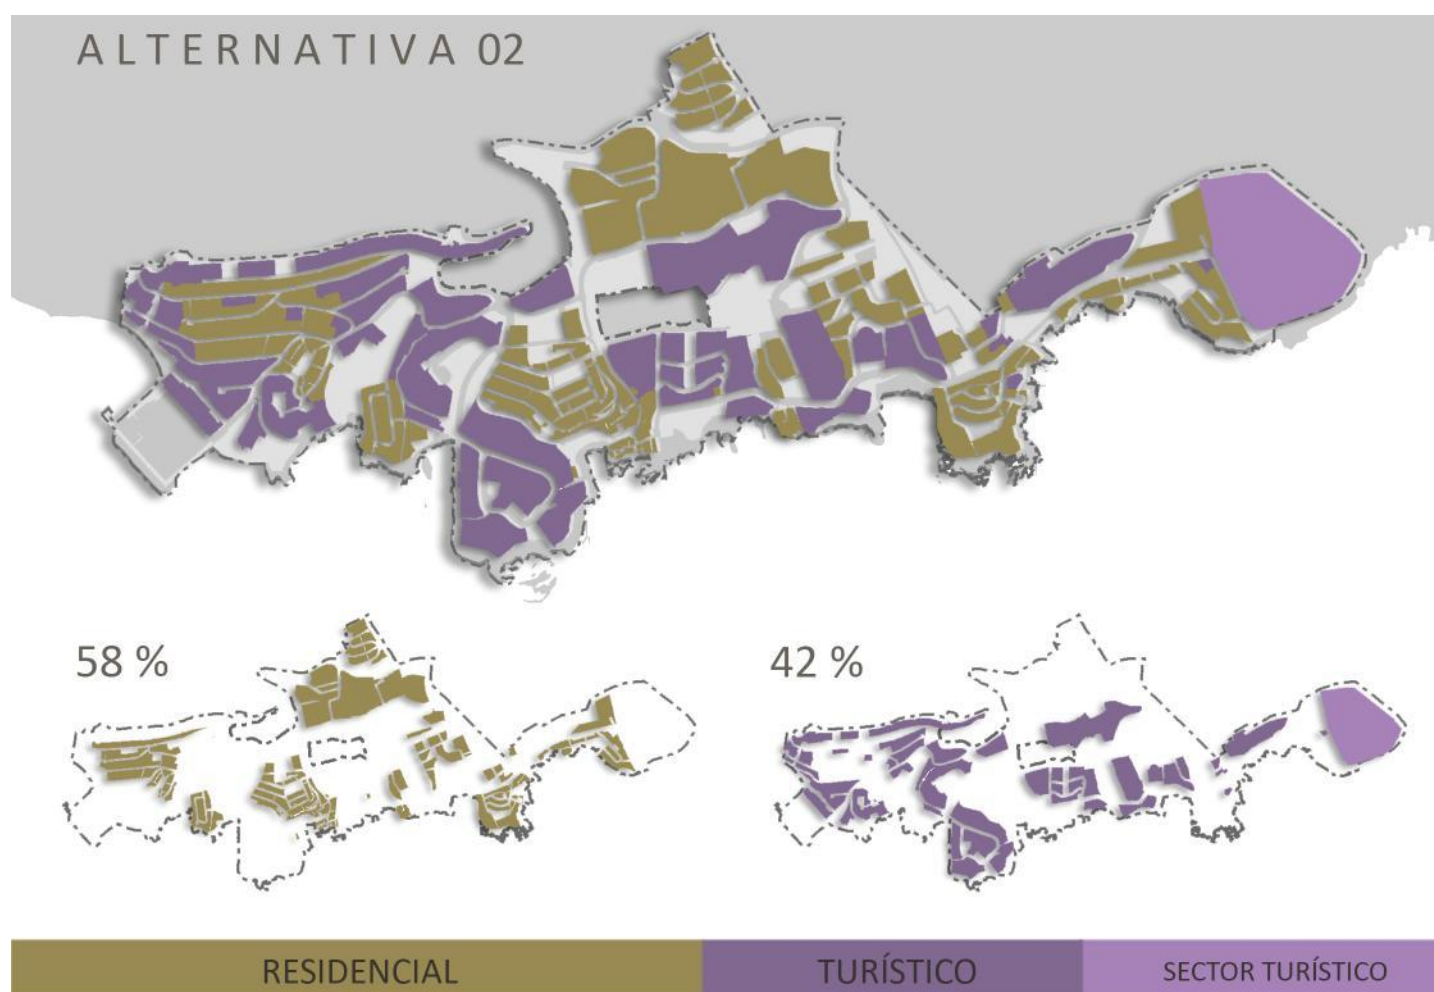 ALTERNATIVA 02
58 %
42 %
RESIDENCIAL
TURÍSTICO
SECTOR TURÍSTICO